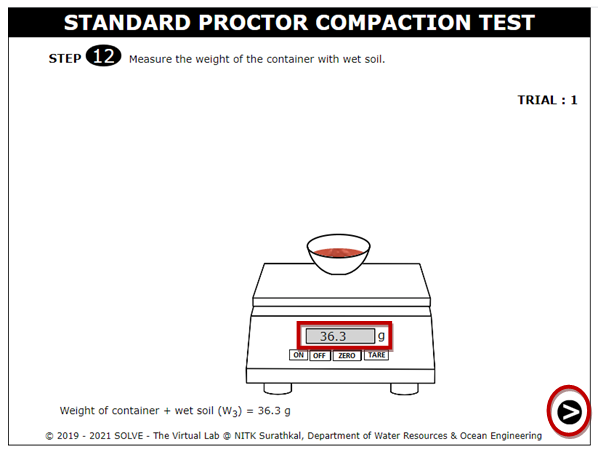 STANDARD PROCTOR COMPACTION TEST
STEP 12 Measure the weight of the container with wet soil.
TRIAL : 1
36.3 g
ON OFF ZERO TARE
Weight of container + wet soil (W3) = 36.3 g
© 2019 - 2021 SOLVE - The Virtual Lab @ NITK Surathkal, Department of Water Resources & Ocean Engineering